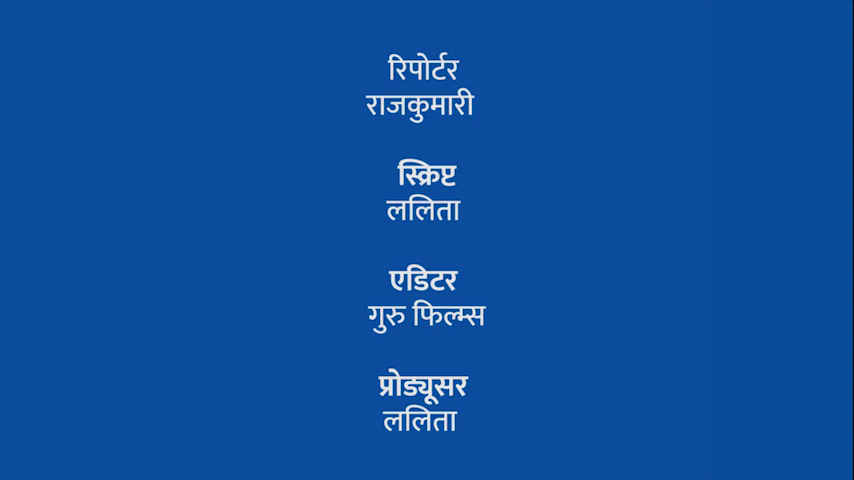 रिपोर्टर
राजकुमारी
स्क्रिप्ट
ललिता
एडिटर
गुरु फिल्म्स
प्रोड्यूसर
ललिता